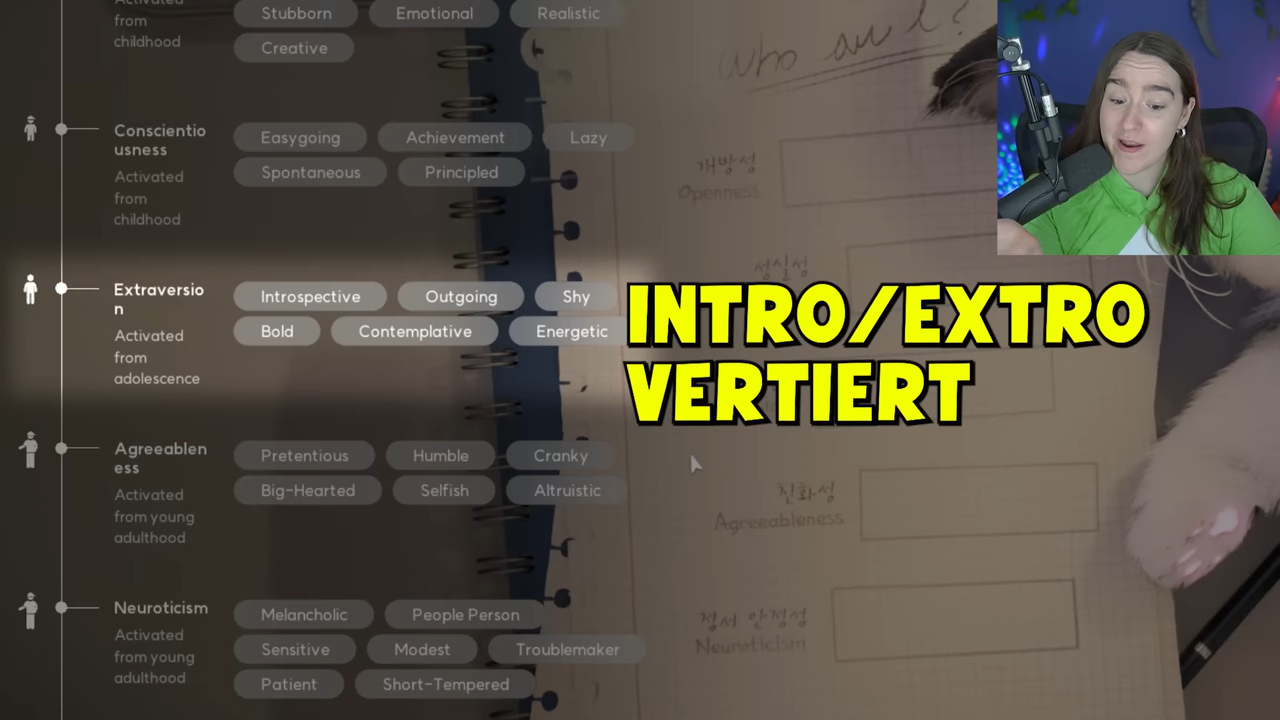 Activated
from
childhood
Stubborn
Emotional
Realistic
Creative
who am I?
Conscientio
usness
Activated
from
childhood
Easygoing
Achievement
Lazy
Spontaneous
Principled
개방성
Openness
성실성
Extraversio
n
Activated
from
adolescence
Introspective
Outgoing
Shy
Bold
Contemplative
Energetic
INTRO/EXTRO
VERTIERT
Agreeablen
ess
Activated
from young
adulthood
Pretentious
Humble
Cranky
Big-Hearted
Selfish
Altruistic
친화성
Agreeableness
Neuroticism
Activated
from young
adulthood
Melancholic
People Person
Sensitive
Modest
Troublemaker
Patient
Short-Tempered
정서 안정성
Neuroticism